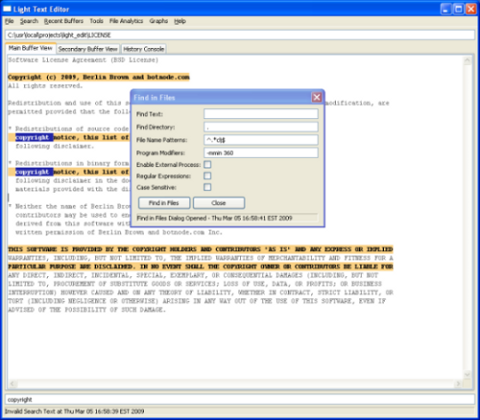 Light Text Editor
File Search Recent Buffers Tools File Analytics Graphs Help
C:\usr\local\projects\light_edit\LICENSE
Main Buffer View Secondary Buffer View History Console
Software License Agreement (BSD License)
Copyright (c) 2009, Berlin Brown and botnode.com
All rights reserved.
Redistribution and use of this so modification, are
permitted provided that the foll
* Redistributions of source code
copyright notice, this list of
following disclaimer.
* Redistributions in binary form
copyright notice, this list of
following disclaimer in the do
materials provided with the di
* Neither the name of Berlin Brown
contributors may be used to en
derived from this software with
written permission of Berlin Brown and botnode.com Inc.
THIS SOFTWARE IS PROVIDED BY THE COPYRIGHT HOLDERS AND CONTRIBUTORS "AS IS" AND ANY EXPRESS OR IMPLIED
WARRANTIES, INCLUDING, BUT NOT LIMITED TO, THE IMPLIED WARRANTIES OF MERCHANTABILITY AND FITNESS FOR A
PARTICULAR PURPOSE ARE DISCLAIMED. IN NO EVENT SHALL THE COPYRIGHT OWNER OR CONTRIBUTORS BE LIABLE FOR
ANY DIRECT, INDIRECT, INCIDENTAL, SPECIAL, EXEMPLARY, OR CONSEQUENTIAL DAMAGES (INCLUDING, BUT NOT
LIMITED TO, PROCUREMENT OF SUBSTITUTE GOODS OR SERVICES; LOSS OF USE, DATA, OR PROFITS; OR BUSINESS
INTERRUPTION) HOWEVER CAUSED AND ON ANY THEORY OF LIABILITY, WHETHER IN CONTRACT, STRICT LIABILITY, OR
TORT (INCLUDING NEGLIGENCE OR OTHERWISE) ARISING IN ANY WAY OUT OF THE USE OF THIS SOFTWARE, EVEN IF
ADVISED OF THE POSSIBILITY OF SUCH DAMAGE.
Find in Files
Find Text:
Find Directory: .
File Name Patterns:
Program Modifiers: -mmin 360
Enable External Process:
Regular Expressions:
Case Sensitive:
Find in Files Close
Find in Files Dialog Opened - Thu Mar 05 16:58:41 EST 2009
copyright
Invalid Search Text at Thu Mar 05 16:58:39 EST 2009